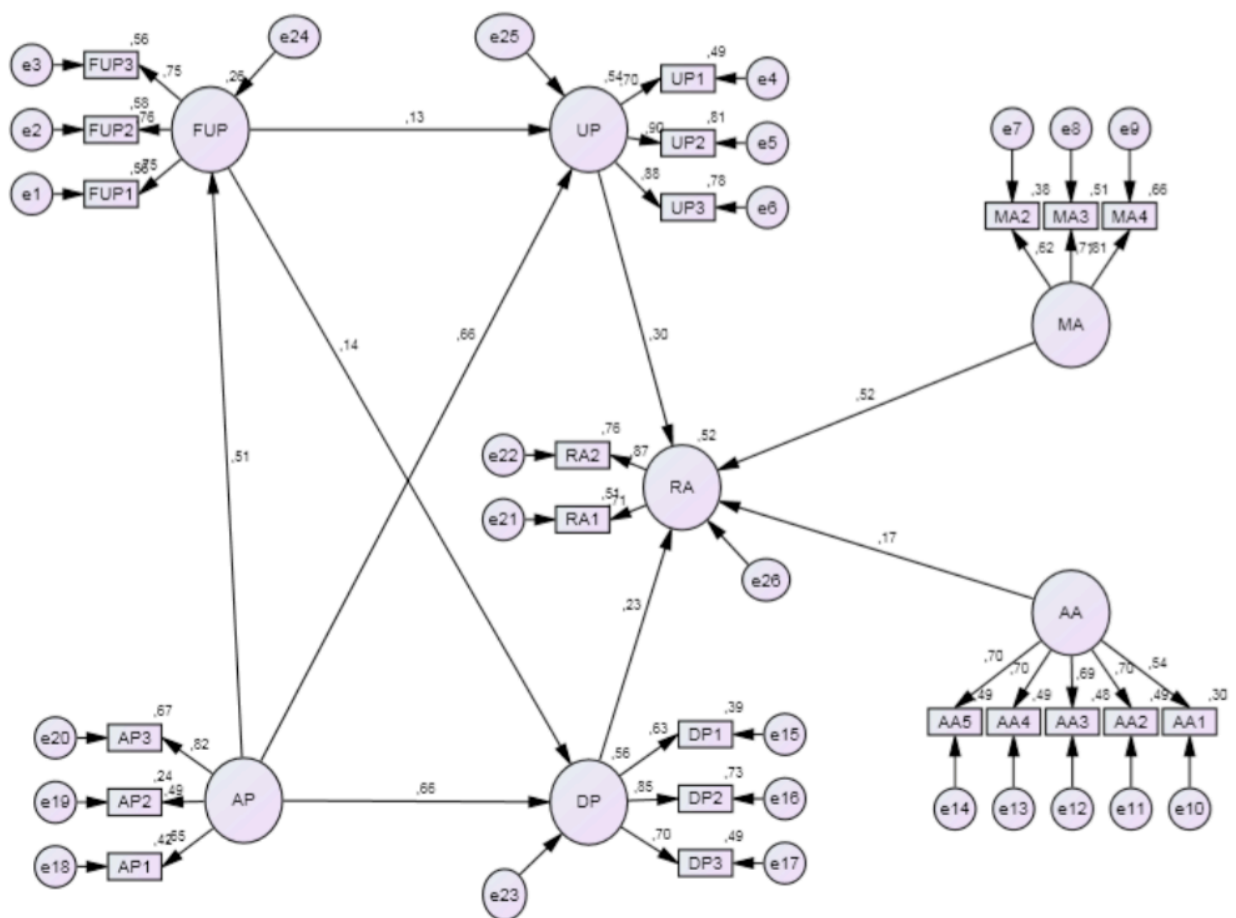 e3 ,56 FUP3 ,75
e24
,26
e2 ,58 FUP2 ,76
FUP
e1 FUP1 ,75
e25
,54 ,70 UP1 ,49 e4
UP
,90 UP2 ,81 e5
,88 UP3 ,78 e6
,13
e7 e8 e9
,38 ,51 ,66
MA2 MA3 MA4
,62 ,71 ,81
MA
,14
,66
,30
,52
,51
e22 RA2 ,76 ,87
,52
RA
e21 RA1 ,51 ,71
e26
,17
,23
AA
,70 ,70 ,69 ,70 ,54
,49 ,49 ,48 ,49 ,30
AA5 AA4 AA3 AA2 AA1
e14 e13 e12 e11 e10
e20 AP3 ,67 ,82
e19 AP2 ,24 ,49
AP
e18 AP1 ,42 ,65
,66
,56 ,63 DP1 ,39 e15
DP
,85 DP2 ,73 e16
,70 DP3 ,49 e17
e23